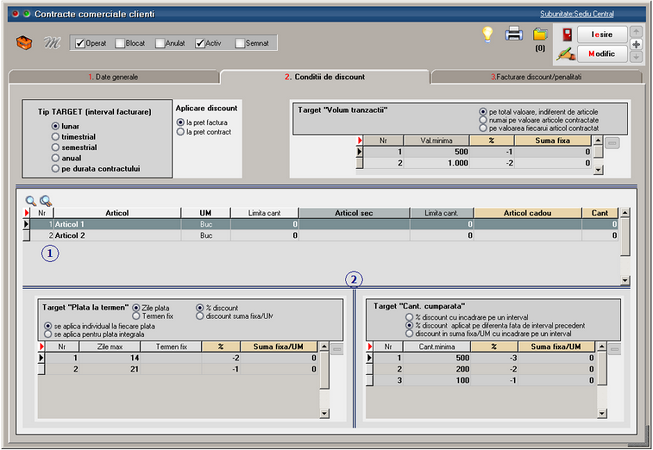 Contracte comerciale clienti
Subunitate:Sediu Central
Operat Blocat Anulat Activ Semnat
(0)
Iesire
Modific
1. Date generale
2. Conditii de discount
3.Facturare discount/penalitati
Tip TARGET (interval facturare)
lunar
trimestrial
semestrial
anual
pe durata contractului
Aplicare discount
la pret factura
la pret contract
Target "Volum tranzactii"
pe total valoare, indiferent de articole
numai pe valoare articole contractate
pe valoarea fiecarui articol contractat
Nr Val.minima % Suma fixa
1 500 -1 0
2 1.000 -2 0
Nr Articol UM Limita cant Articol sec Limita cant. Articol cadou Cant
1 Articol 1 Buc 0 0 0
2 Articol 2 Buc 0 0 0
1
2
Target "Plata la termen"
Zile plata
Termen fix
% discount
discount suma fixa/UM
se aplica individual la fiecare plata
se aplica pentru plata integrala
Nr Zile max Termen fix % Suma fixa/UM
1 14 -2 0
2 21 -1 0
Target "Cant. cumparata"
% discount cu incadrare pe un interval
% discount aplicat pe diferenta fata de interval precedent
discount in suma fixa/UM cu incadrare pe un interval
Nr Cant.minima % Suma fixa/UM
1 500 -3 0
2 200 -2 0
3 100 -1 0